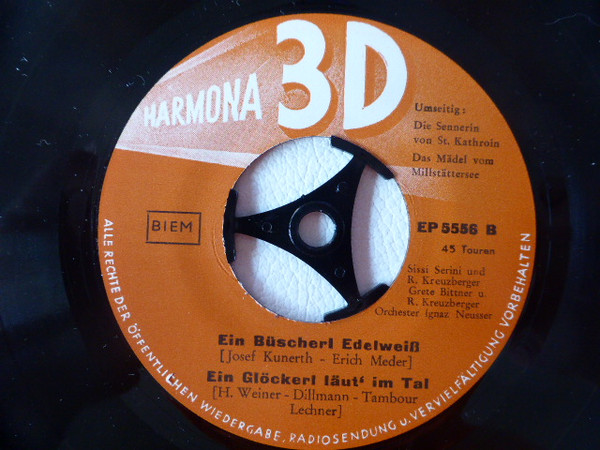 HARMONA 3D
Umseitig:
Die Sennerin
von St. Kathrein
Das Mädel vom
Millstättersee
BIEM
EP 5556 B
45 Touren
Sissi Serini und
R. Kreuzberger
Grete Bittner u.
R. Kreuzberger
Orchester Ignaz Neusser
Ein Büscherl Edelweiß
[Josef Kunerth - Erich Meder]
Ein Glöckerl läut' im Tal
[H. Weiner - Dillmann - Tambour
Lechner]
ALLE RECHTE DER ÖFFENTLICHEN WIEDERGABE, RADIOSENDUNG u. VERVIELFÄLTIGUNG VORBEHALTEN